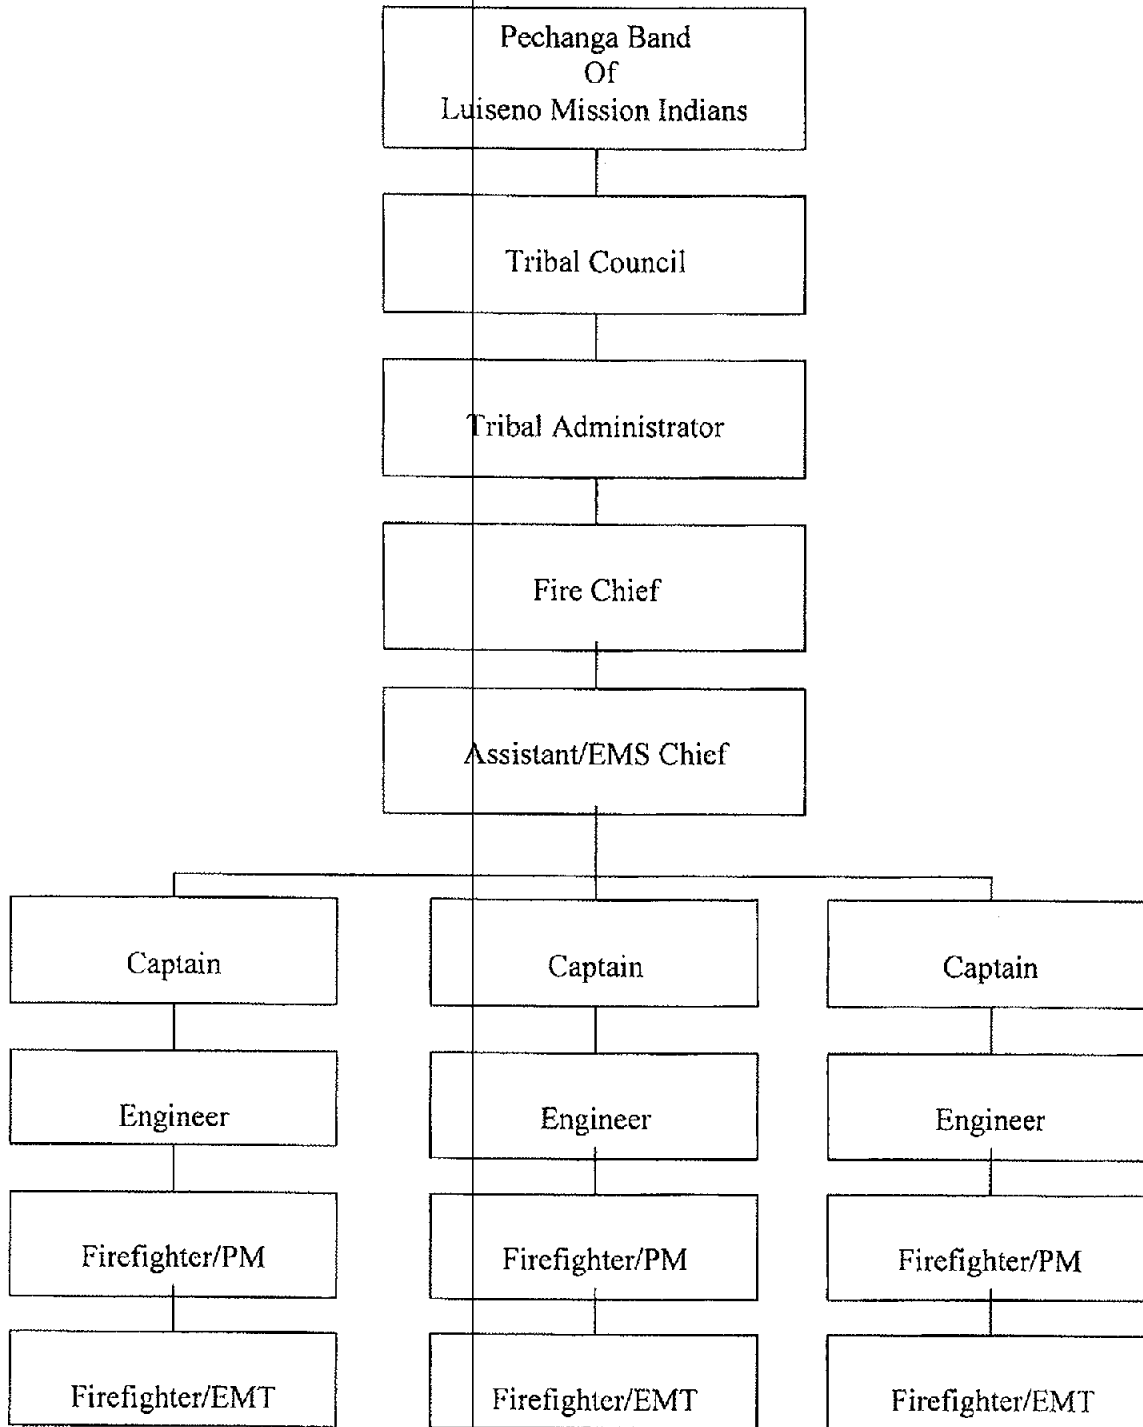 Pechanga Band
Of
Luiseno Mission Indians
Tribal Council
Tribal Administrator
Fire Chief
Assistant/EMS Chief
Captain
Captain
Captain
Engineer
Engineer
Engineer
Firefighter/PM
Firefighter/PM
Firefighter/PM
Firefighter/EMT
Firefighter/EMT
Firefighter/EMT